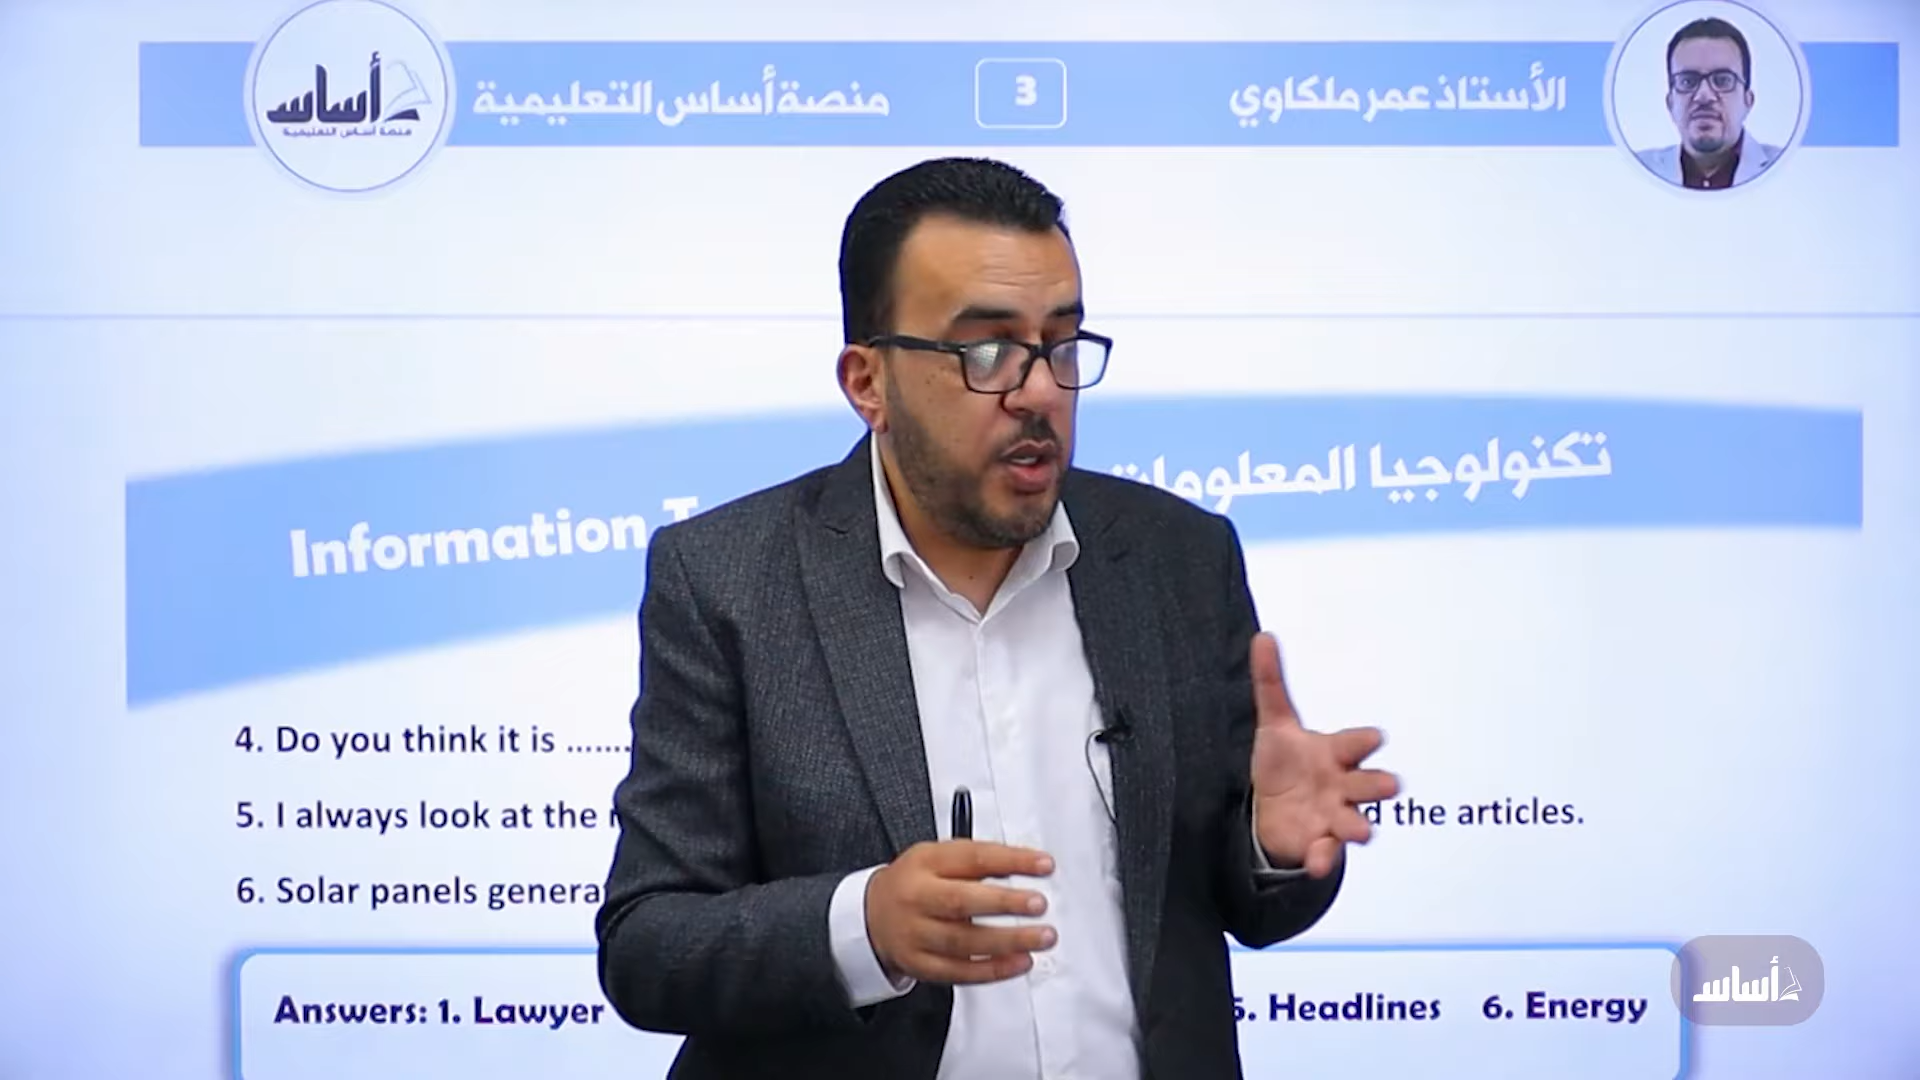 الأستاذ عمر ملكاوي
3
منصة أساس التعليمية
أساس
منصة أساس التعليمية
تكنولوجيا المعلومات
Information
4. Do you think it is .......
5. I always look at the
the articles.
6. Solar panels
Answers: 1. Lawyer
5. Headlines 6. Energy
أساس